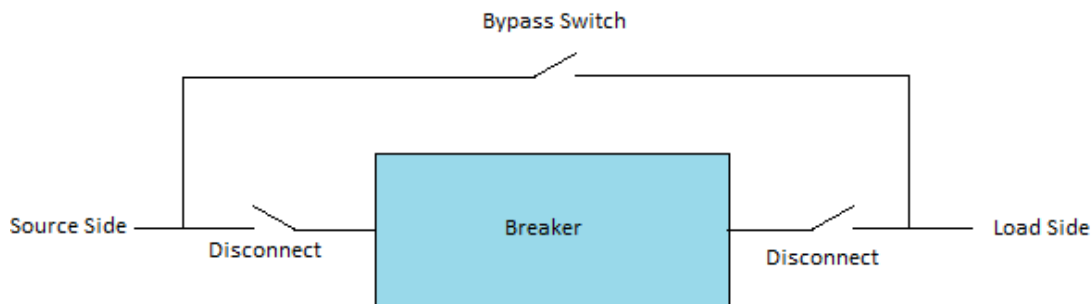 Bypass Switch
Source Side
Disconnect
Breaker
Disconnect
Load Side